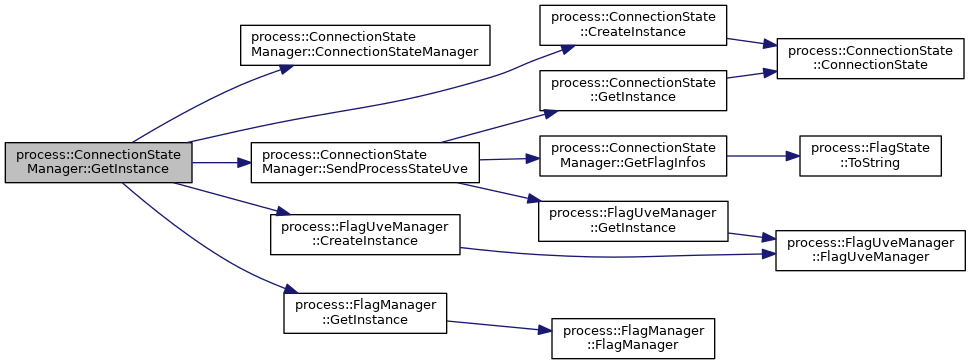 process::ConnectionState
Manager::GetInstance
process::ConnectionState
Manager::ConnectionStateManager
process::ConnectionState
::CreateInstance
process::ConnectionState
::ConnectionState
process::ConnectionState
::GetInstance
process::ConnectionState
Manager::SendProcessStateUve
process::ConnectionState
Manager::GetFlagInfos
process::FlagState
::ToString
process::FlagUveManager
::GetInstance
process::FlagUveManager
::CreateInstance
process::FlagUveManager
::FlagUveManager
process::FlagManager
::GetInstance
process::FlagManager
::FlagManager